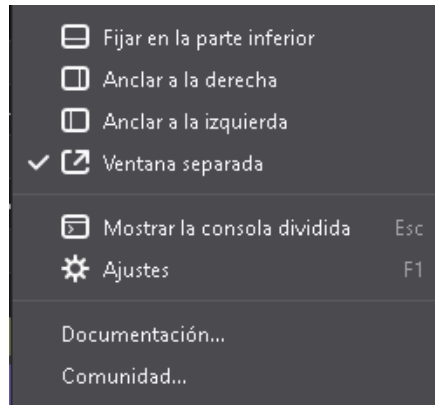 Fijar en la parte inferior
Anclar a la derecha
Anclar a la izquierda
Ventana separada
Mostrar la consola dividida Esc
Ajustes F1
Documentación...
Comunidad...